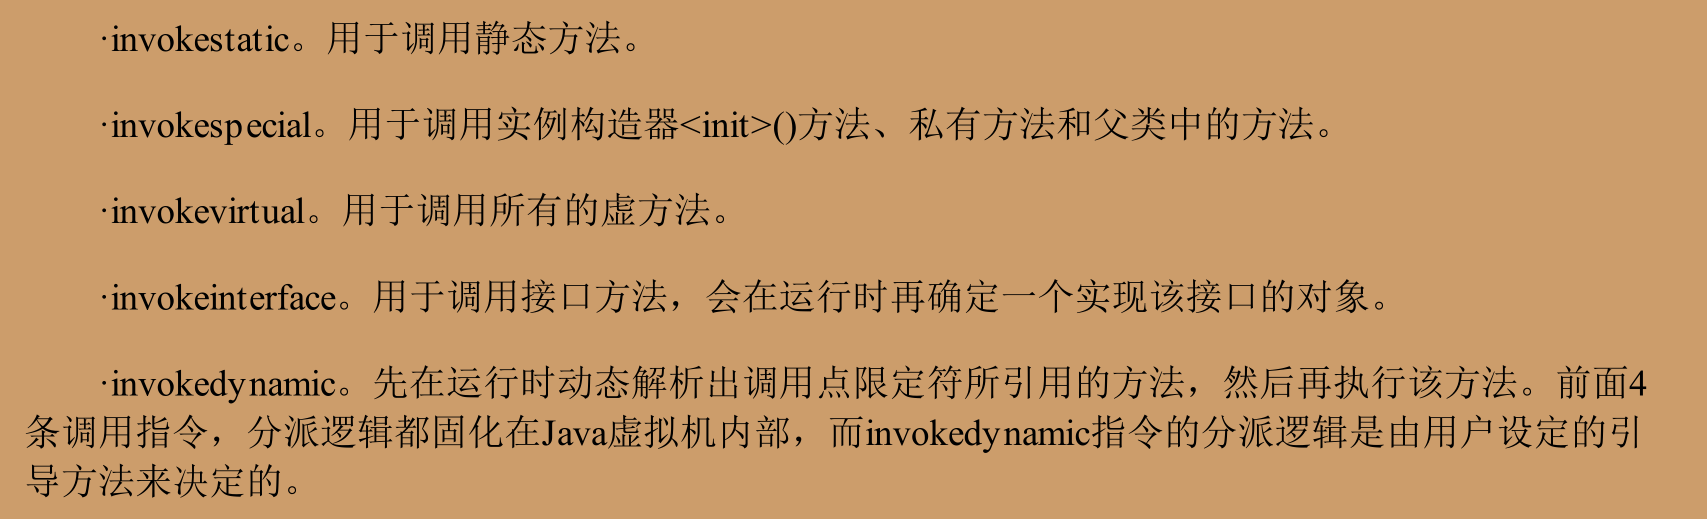 ·invokestatic。用于调用静态方法。
·invokespecial。用于调用实例构造器<init>()方法、私有方法和父类中的方法。
·invokevirtual。用于调用所有的虚方法。
·invokeinterface。用于调用接口方法，会在运行时再确定一个实现该接口的对象。
·invokedynamic。先在运行时动态解析出调用点限定符所引用的方法，然后再执行该方法。前面4
条调用指令，分派逻辑都固化在Java虚拟机内部，而invokedynamic指令的分派逻辑是由用户设定的引
导方法来决定的。